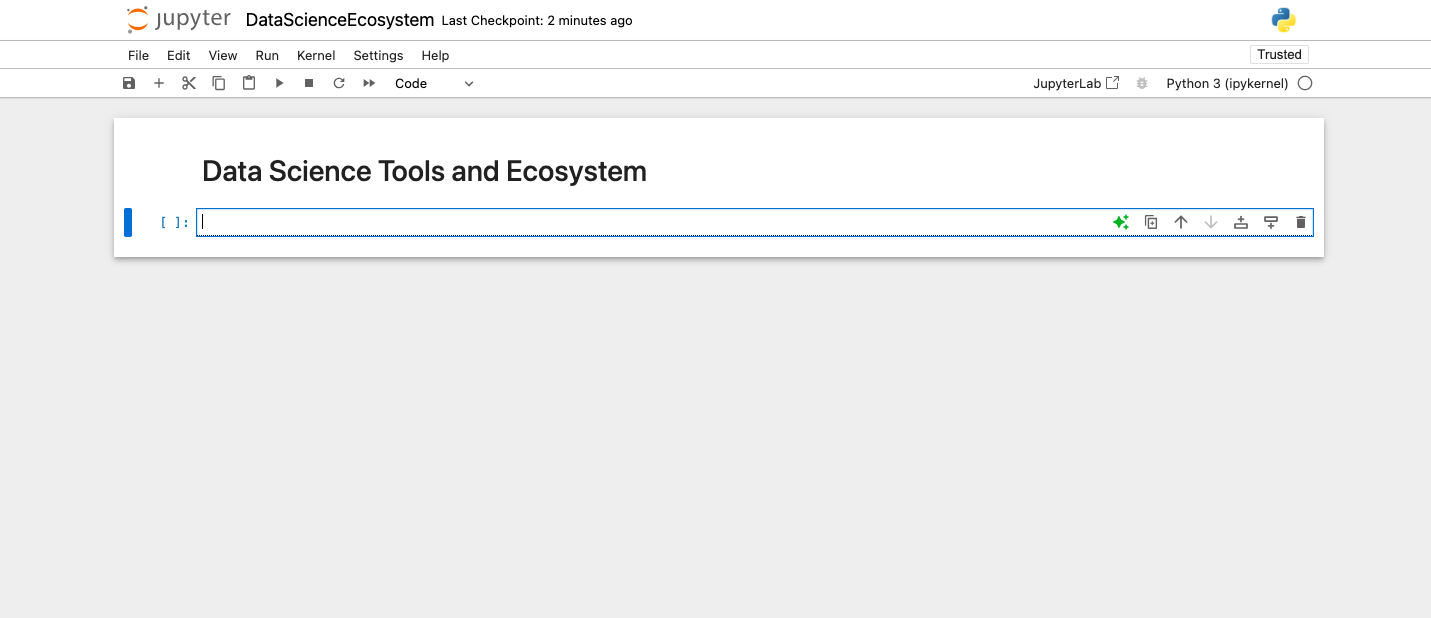 jupyter DataScienceEcosystem Last Checkpoint: 2 minutes ago
File Edit View Run Kernel Settings Help Trusted
Code JupyterLab Python 3 (ipykernel)
Data Science Tools and Ecosystem
[ ]: